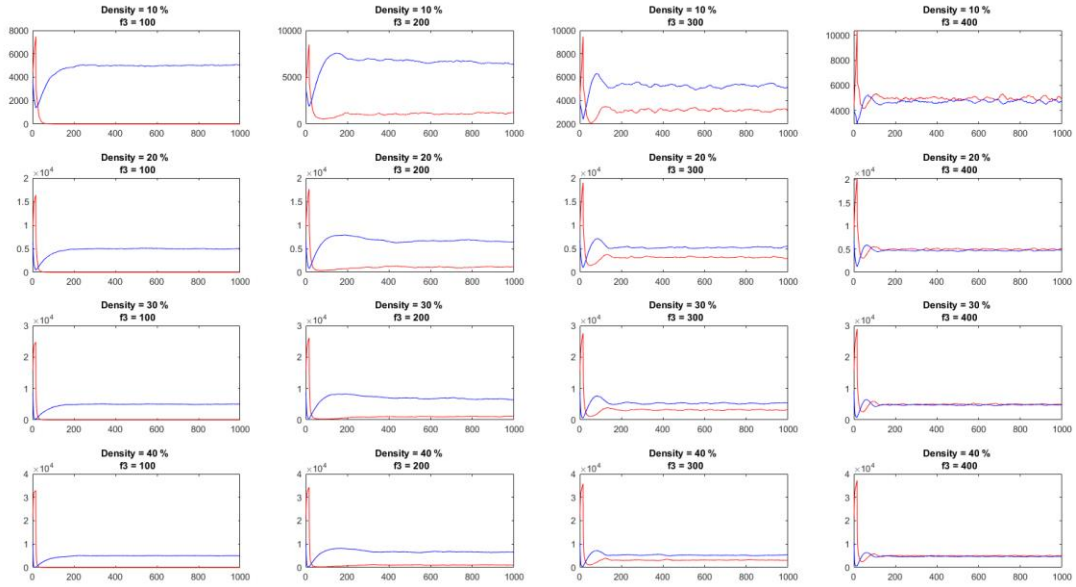 Density = 10 %
f3 = 100
8000
6000
4000
2000
0
0 200 400 600 800 1000
Density = 10 %
f3 = 200
10000
5000
0
0 200 400 600 800 1000
Density = 10 %
f3 = 300
10000
8000
6000
4000
2000
0 200 400 600 800 1000
Density = 10 %
f3 = 400
10000
8000
6000
4000
0 200 400 600 800 1000
Density = 20 %
f3 = 100
×10⁴
2
1.5
1
0.5
0
0 200 400 600 800 1000
Density = 20 %
f3 = 200
×10⁴
2
1.5
1
0.5
0
0 200 400 600 800 1000
Density = 20 %
f3 = 300
×10⁴
2
1.5
1
0.5
0
0 200 400 600 800 1000
Density = 20 %
f3 = 400
×10⁴
2
1.5
1
0.5
0
0 200 400 600 800 1000
Density = 30 %
f3 = 100
×10⁴
3
2
1
0
0 200 400 600 800 1000
Density = 30 %
f3 = 200
×10⁴
3
2
1
0
0 200 400 600 800 1000
Density = 30 %
f3 = 300
×10⁴
3
2
1
0
0 200 400 600 800 1000
Density = 30 %
f3 = 400
×10⁴
3
2
1
0
0 200 400 600 800 1000
Density = 40 %
f3 = 100
×10⁴
4
3
2
1
0
0 200 400 600 800 1000
Density = 40 %
f3 = 200
×10⁴
4
3
2
1
0
0 200 400 600 800 1000
Density = 40 %
f3 = 300
×10⁴
4
3
2
1
0
0 200 400 600 800 1000
Density = 40 %
f3 = 400
×10⁴
4
3
2
1
0
0 200 400 600 800 1000